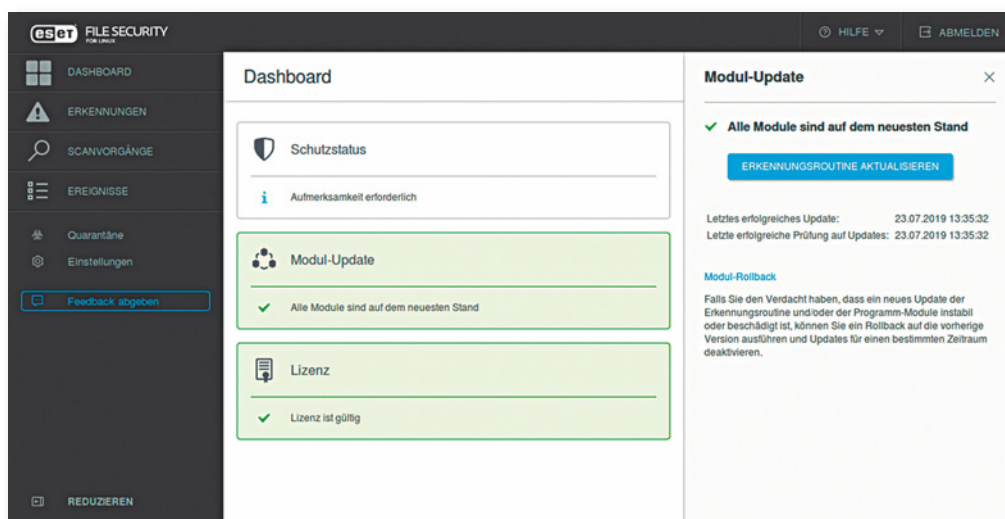 eset FILE SECURITY
FOR LINUX
HILFE
ABMELDEN
DASHBOARD
ERKENNUNGEN
SCANVORGÄNGE
EREIGNISSE
Quarantäne
Einstellungen
Feedback abgeben
REDUZIEREN
Dashboard
Schutzstatus
Aufmerksamkeit erforderlich
Modul-Update
Alle Module sind auf dem neuesten Stand
Lizenz
Lizenz ist gültig
Modul-Update
Alle Module sind auf dem neuesten Stand
ERKENNUNGSROUTINE AKTUALISIEREN
Letztes erfolgreiches Update: 23.07.2019 13:35:32
Letzte erfolgreiche Prüfung auf Updates: 23.07.2019 13:35:32
Modul-Rollback
Falls Sie den Verdacht haben, dass ein neues Update der
Erkennungsroutine und/oder der Programm-Module instabil
oder beschädigt ist, können Sie ein Rollback auf die vorherige
Version ausführen und Updates für einen bestimmten Zeitraum
deaktivieren.